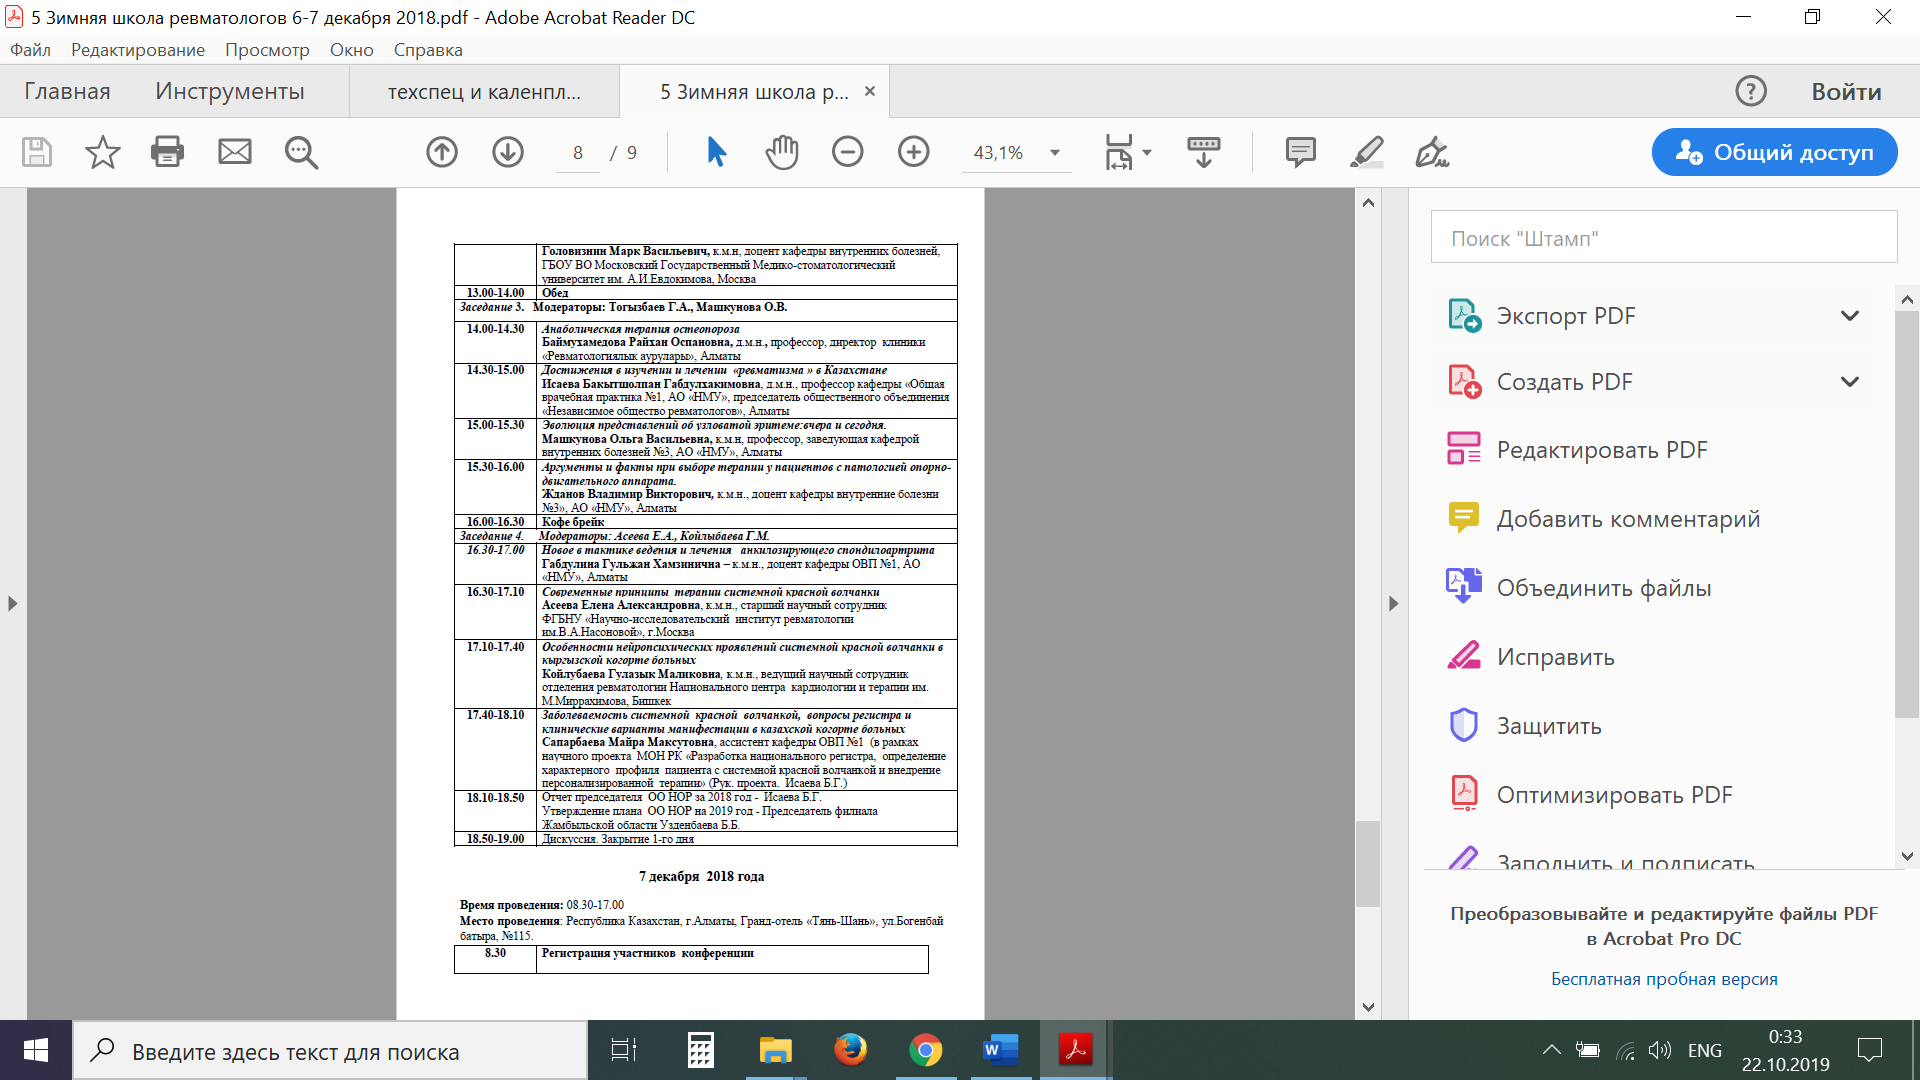 5 Зимняя школа ревматологов 6-7 декабря 2018.pdf - Adobe Acrobat Reader DC
Файл Редактирование Просмотр Окно Справка
Главная Инструменты техспец и каленпл... 5 Зимняя школа р... Войти
8 / 9 43,1% Общий доступ
Головизнин Марк Васильевич, к.м.н, доцент кафедры внутренних болезней,
ГБОУ ВО Московский Государственный Медико-стоматологический
университет им. А.И.Евдокимова, Москва
13.00-14.00 Обед
Заседание 3. Модераторы: Тогызбаев Г.А., Машкунова О.В.
14.00-14.30 Анаболическая терапия остеопороза
Баймухамедова Райхан Оспановна, д.м.н., профессор, директор клиники
«Ревматологиялык аурулары», Алматы
14.30-15.00 Достижения в изучении и лечении «ревматизма » в Казахстане
Исаева Бакытшолпан Габдулхакимовна, д.м.н., профессор кафедры «Общая
врачебная практика №1, АО «НМУ», председатель общественного объединения
«Независимое общество ревматологов», Алматы
15.00-15.30 Эволюция представлений об узловатой эритеме:вчера и сегодня.
Машкунова Ольга Васильевна, к.м.н, профессор, заведующая кафедрой
внутренних болезней №3, АО «НМУ», Алматы
15.30-16.00 Аргументы и факты при выборе терапии у пациентов с патологией опорно-
двигательного аппарата.
Жданов Владимир Викторович, к.м.н., доцент кафедры внутренние болезни
№3», АО «НМУ», Алматы
16.00-16.30 Кофе брейк
Заседание 4. Модераторы: Асеева Е.А., Койлыбаева Г.М.
16.30-17.00 Новое в тактике ведения и лечения анкилозирующего спондилоартрита
Габдулина Гульжан Хамзинична – к.м.н., доцент кафедры ОВП №1, АО
«НМУ», Алматы
16.30-17.10 Современные принципы терапии системной красной волчанки
Асеева Елена Александровна, к.м.н., старший научный сотрудник
ФГБНУ «Научно-исследовательский институт ревматологии
им.В.А.Насоновой», г.Москва
17.10-17.40 Особенности нейропсихических проявлений системной красной волчанки в
кыргызской когорте больных
Койлубаева Гулазык Маликовна, к.м.н., ведущий научный сотрудник
отделения ревматологии Национального центра кардиологии и терапии им.
М.Миррахимова, Бишкек
17.40-18.10 Заболеваемость системной красной волчанкой, вопросы регистра и
клинические варианты манифестации в казахской когорте больных
Сапарбаева Майра Максутовна, ассистент кафедры ОВП №1 (в рамках
научного проекта МОН РК «Разработка национального регистра, определение
характерного профиля пациента с системной красной волчанкой и внедрение
персонализированной терапии» (Рук. проекта. Исаева Б.Г.)
18.10-18.50 Отчет председателя ОО НОР за 2018 год - Исаева Б.Г.
Утверждение плана ОО НОР на 2019 год - Председатель филиала
Жамбыльской области Узденбаева Б.Б.
18.50-19.00 Дискуссия. Закрытие 1-го дня
7 декабря 2018 года
Время проведения: 08.30-17.00
Место проведения: Республика Казахстан, г.Алматы, Гранд-отель «Тянь-Шань», ул.Богенбай
батыра, №115.
8.30 Регистрация участников конференции
Поиск "Штамп"
Экспорт PDF
Создать PDF
Редактировать PDF
Добавить комментарий
Объединить файлы
Исправить
Защитить
Оптимизировать PDF
Заполнить и подписать
Преобразовывайте и редактируйте файлы PDF
в Acrobat Pro DC
Бесплатная пробная версия
Введите здесь текст для поиска
ENG
0:33
22.10.2019